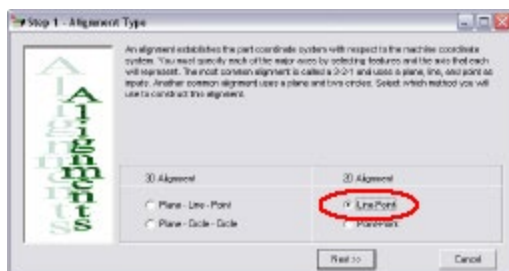 Step 1 - Alignment Type
Alignments
An alignment establishes the part coordinate system with respect to the machine coordinate
system. You must specify each of the major axes by selecting features and the axis that each
will represent. The most common alignment is called a 3-2-1 and uses a plane, line, and point as
inputs. Another common alignment uses a plane and two circles. Select which method you will
use to construct this alignment.
3D Alignment
2D Alignment
Plane - Line - Point
Line-Point
Plane - Circle - Circle
Point-Point
Next >>
Cancel